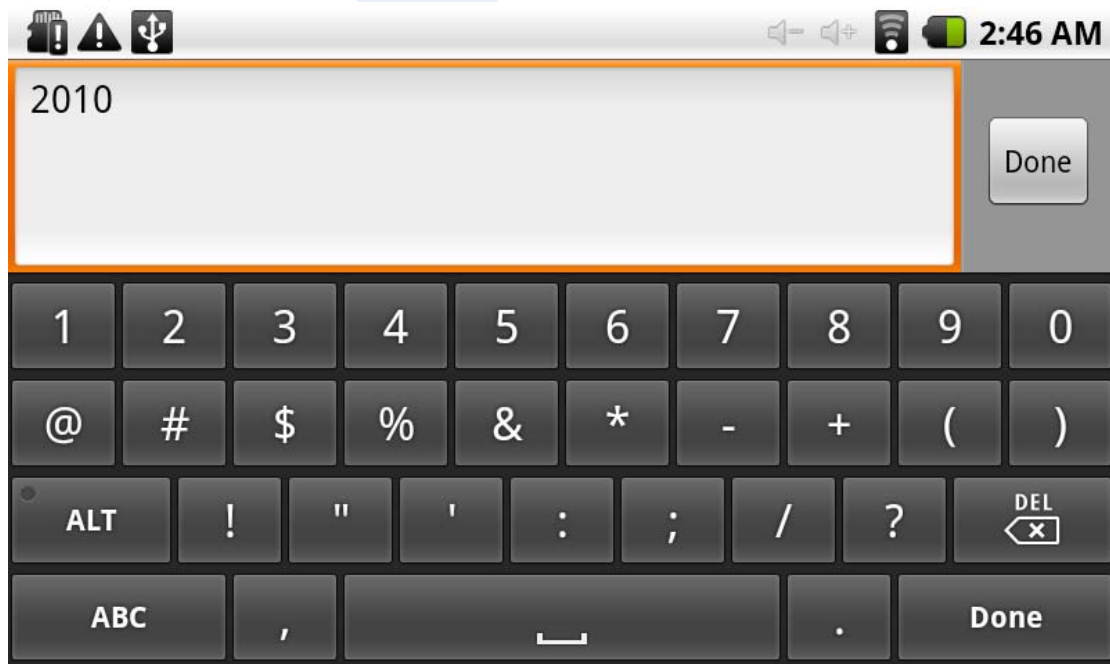 2:46 AM
2010
Done
1 2 3 4 5 6 7 8 9 0
@ # $ % & * - + ( )
ALT ! " ' : ; / ? DEL
ABC , . Done